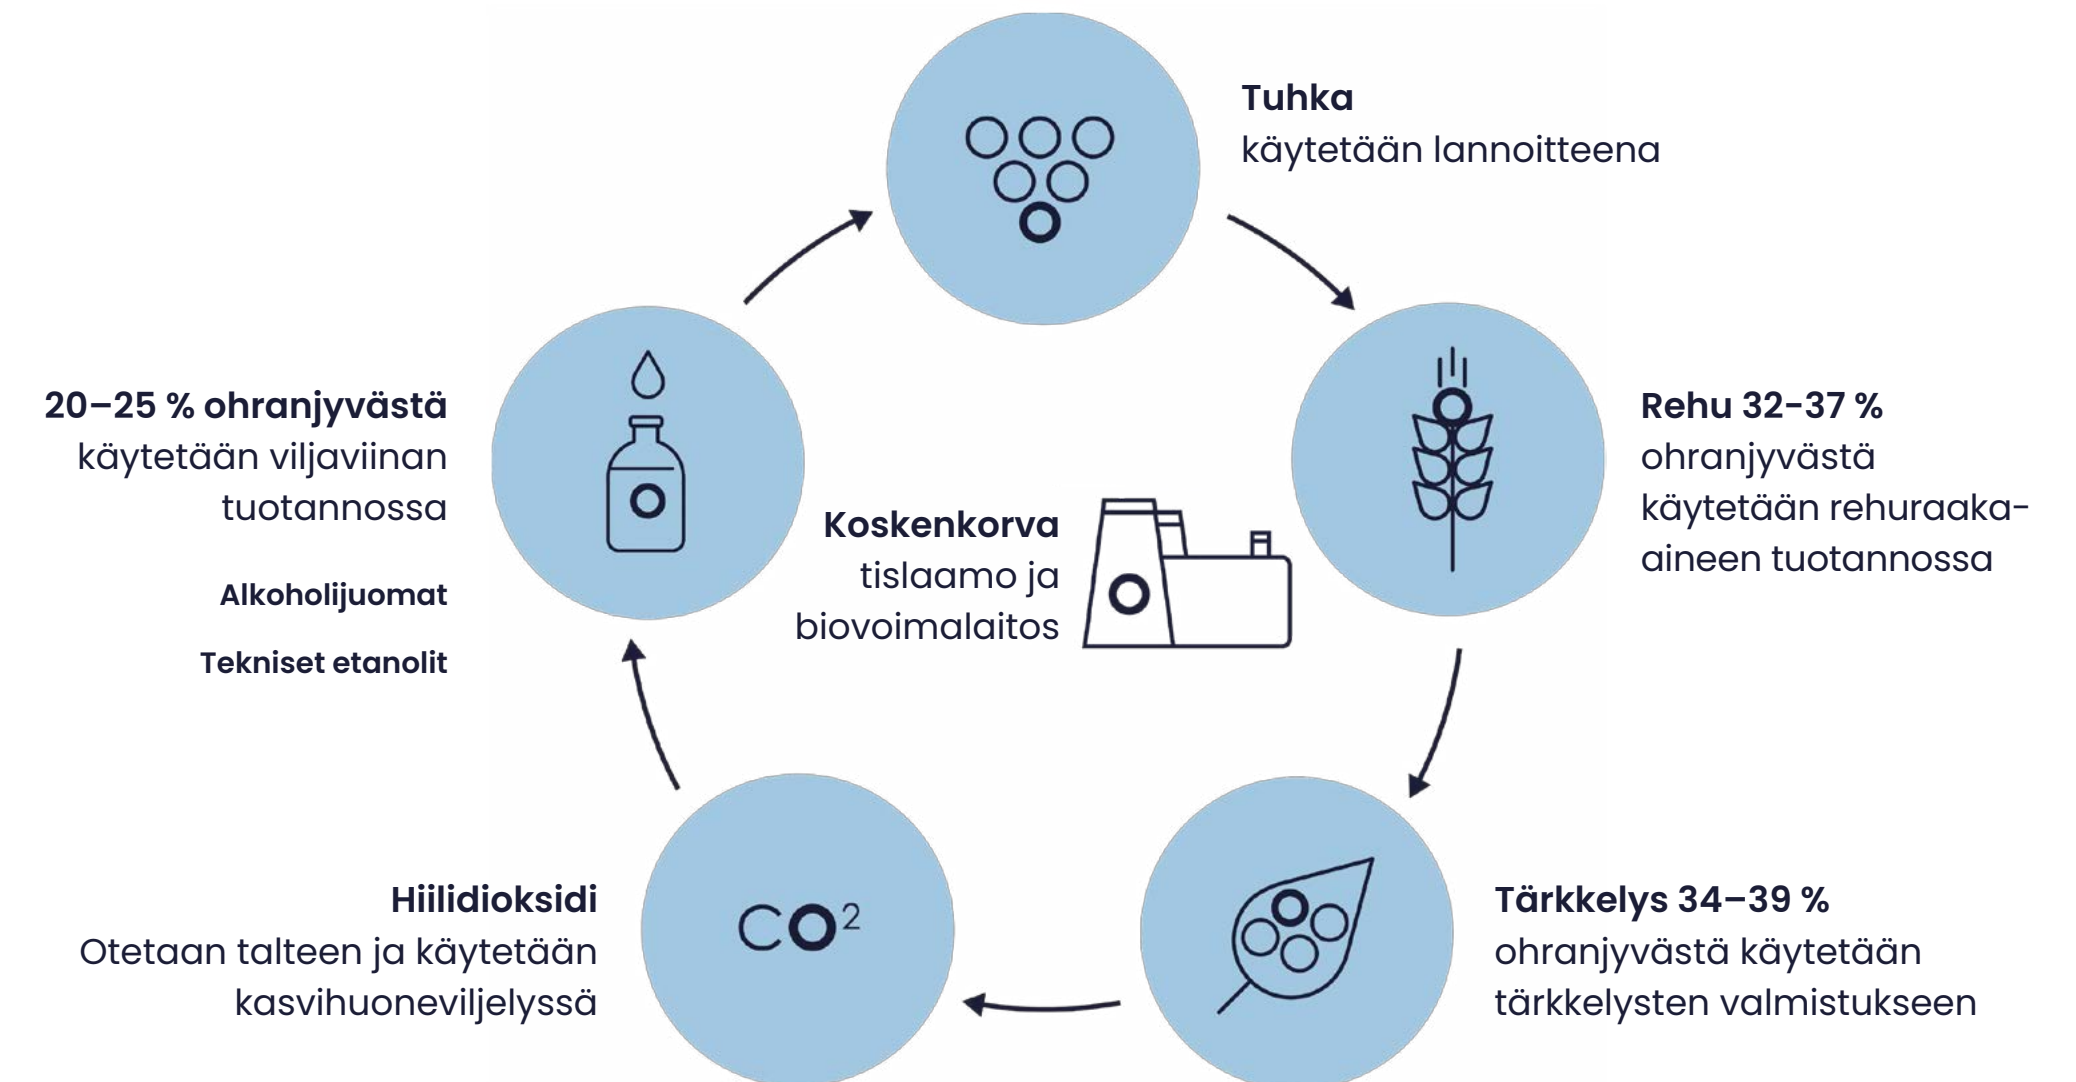 Tuhka
käytetään lannoitteena
20–25 % ohranjyvästä
käytetään viljaviinan
tuotannossa
Alkoholijuomat
Tekniset etanolit
Koskenkorva
tislaamo ja
biovoimalaitos
Rehu 32-37 %
ohranjyvästä
käytetään rehuraaka-
aineen tuotannossa
Hiilidioksidi
Otetaan talteen ja käytetään
kasvihuoneviljelyssä
CO²
Tärkkelys 34–39 %
ohranjyvästä käytetään
tärkkelysten valmistukseen